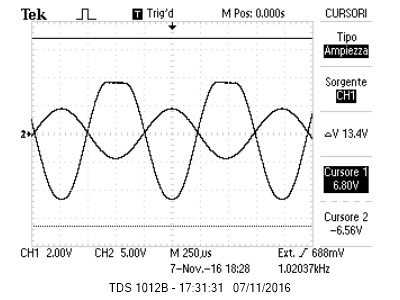 Tek T Trig'd M Pos: 0.000s CURSORI
Tipo
Ampiezza
Sorgente
CH1
2+ △V 13.4V
Cursore 1
6.80V
Cursore 2
-6.56V
CH1 2.00V CH2 5.00V M 250µs Ext. / 688mV
7-Nov.-16 18:28 1.02037kHz
TDS 1012B - 17:31:31 07/11/2016